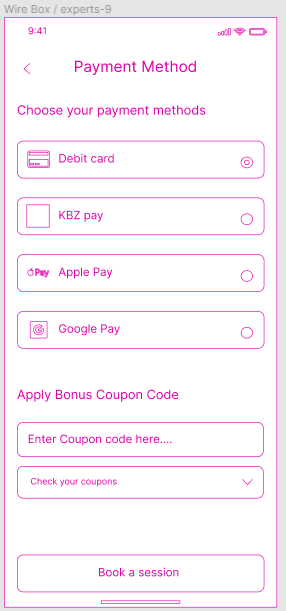 Wire Box / experts-9
9:41
Payment Method
Choose your payment methods
Debit card
KBZ pay
Pay Apple Pay
Google Pay
Apply Bonus Coupon Code
Enter Coupon code here....
Check your coupons
Book a session